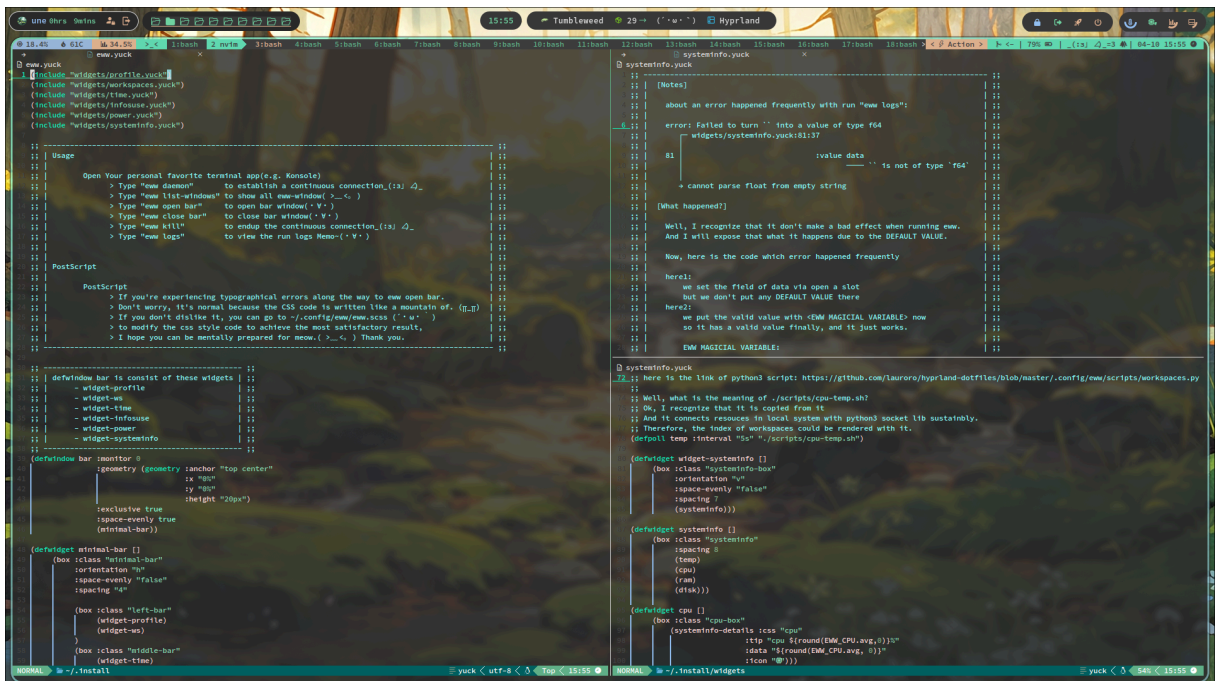 une 0hrs 9mins
15:55
Tumbleweed 29→ (´･ω･`) Hyprland
18.4% 61C 34.5% >_< 1:bash 2 nvim 3:bash 4:bash 5:bash 6:bash 7:bash 8:bash 9:bash 10:bash 11:bash 12:bash 13:bash 14:bash 15:bash 16:bash 17:bash 18:bash > < Action > 79% | _(:з」∠)_=3 | 04-10 15:55
eww.yuck ×
eww.yuck
1 (include "widgets/profile.yuck")
(include "widgets/workspaces.yuck")
(include "widgets/time.yuck")
(include "widgets/infosuse.yuck")
(include "widgets/power.yuck")
(include "widgets/systeminfo.yuck")
;; | Usage | ;;
;; | Open Your personal favorite terminal app(e.g. Konsole) | ;;
;; | > Type "eww daemon" to establish a continuous connection_(:з」∠)_ | ;;
;; | > Type "eww list-windows" to show all eww-window( >﹏<。) | ;;
;; | > Type "eww open bar" to open bar window(・∀・) | ;;
;; | > Type "eww close bar" to close bar window(・∀・) | ;;
;; | > Type "eww kill" to endup the continuous connection_(:з」∠)_ | ;;
;; | > Type "eww logs" to view the run logs Memo~(・∀・) | ;;
;; | PostScript | ;;
;; | PostScript | ;;
;; | > If you're experiencing typographical errors along the way to eww open bar. | ;;
;; | > Don't worry, it's normal because the CSS code is written like a mountain of. (╥_╥) | ;;
;; | > If you don't dislike it, you can go to ~/.config/eww/eww.scss (´･ω･`) | ;;
;; | > to modify the css style code to achieve the most satisfactory result, | ;;
;; | > I hope you can be mentally prepared for meow.( >﹏<。) Thank you. | ;;
;; | defwindow bar is consist of these widgets | ;;
;; | - widget-profile | ;;
;; | - widget-ws | ;;
;; | - widget-time | ;;
;; | - widget-infosuse | ;;
;; | - widget-power | ;;
;; | - widget-systeminfo | ;;
(defwindow bar :monitor 0
:geometry (geometry :anchor "top center"
:x "0%"
:y "0%"
:height "20px")
:exclusive true
:space-evenly true
(minimal-bar))
(defwidget minimal-bar []
(box :class "minimal-bar"
:orientation "h"
:space-evenly "false"
:spacing "4"
(box :class "left-bar"
(widget-profile)
(widget-ws)
)
(box :class "middle-bar"
(widget-time)
NORMAL ~/.install yuck < utf-8 < Top < 15:55
systeminfo.yuck ×
systeminfo.yuck
;; | [Notes] | ;;
;; | about an error happened frequently with run "eww logs": | ;;
6 ;; | error: Failed to turn `` into a value of type f64 | ;;
;; | ┌─ widgets/systeminfo.yuck:81:37 | ;;
;; | 81 │ :value data | ;;
;; | ──── `` is not of type `f64` | ;;
;; | → cannot parse float from empty string | ;;
;; | [What happened?] | ;;
;; | Well, I recognize that it don't make a bad effect when running eww. | ;;
;; | And I will expose that what it happens due to the DEFAULT VALUE. | ;;
;; | Now, here is the code which error happened frequently | ;;
;; | here1: | ;;
;; | we set the field of data via open a slot | ;;
;; | but we don't put any DEFAULT VALUE there | ;;
;; | here2: | ;;
;; | we put the valid value with <EWW MAGICIAL VARIABLE> now | ;;
;; | so it has a valid value finally, and it just works. | ;;
;; | EWW MAGICIAL VARIABLE: | ;;
systeminfo.yuck
72 ;; here is the link of python3 script: https://github.com/lauroro/hyprland-dotfiles/blob/master/.config/eww/scripts/workspaces.py
;;
;; Well, what is the meaning of ./scripts/cpu-temp.sh?
;; Ok, I recognize that it is copied from it
;; And it connects resouces in local system with python3 socket lib sustainbly.
;; Therefore, the index of workspaces could be rendered with it.
(defpoll temp :interval "5s" "./scripts/cpu-temp.sh")
(defwidget widget-systeminfo []
(box :class "systeminfo-box"
:orientation "v"
:space-evenly "false"
:spacing 7
(systeminfo)))
(defwidget systeminfo []
(box :class "systeminfo"
:spacing 8
(temp)
(cpu)
(ram)
(disk)))
(defwidget cpu []
(box :class "cpu-box"
(systeminfo-details :css "cpu"
:tip "cpu ${round(EWW_CPU.avg,0)}%"
:data "${round(EWW_CPU.avg, 0)}"
:icon "")))
NORMAL ~/.install/widgets yuck < 54% < 15:55